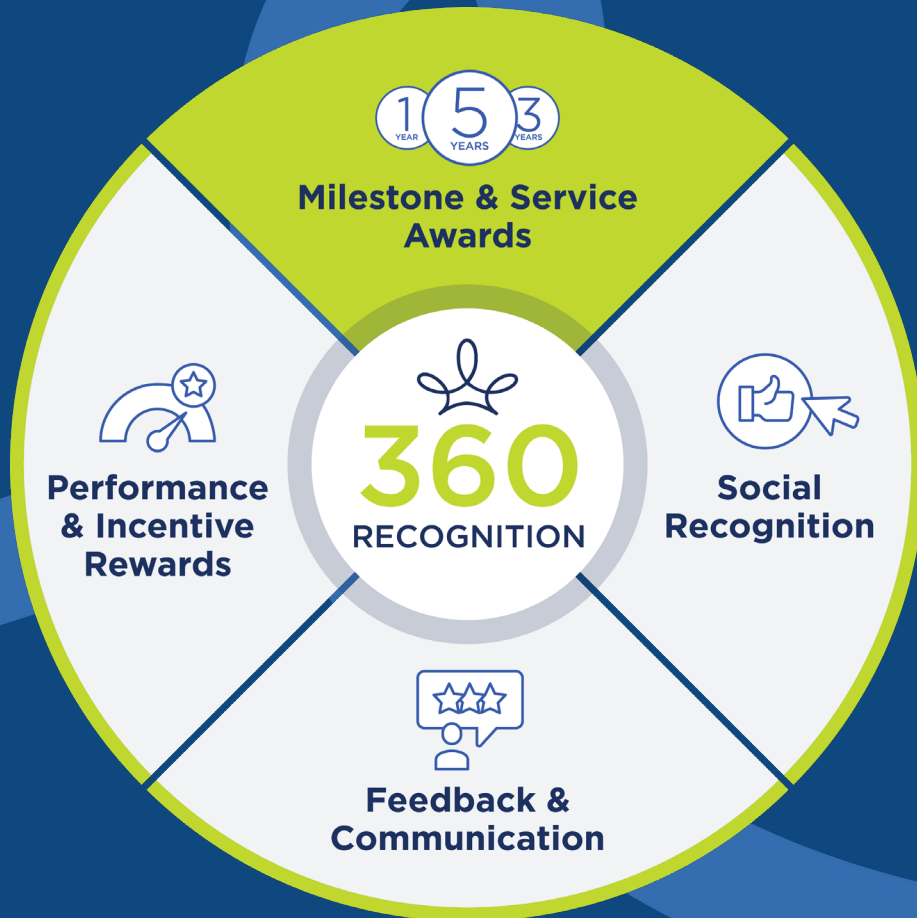 1
YEAR
5
YEARS
3
YEARS
Milestone & Service
Awards
Performance
& Incentive
Rewards
360
RECOGNITION
Social
Recognition
Feedback &
Communication